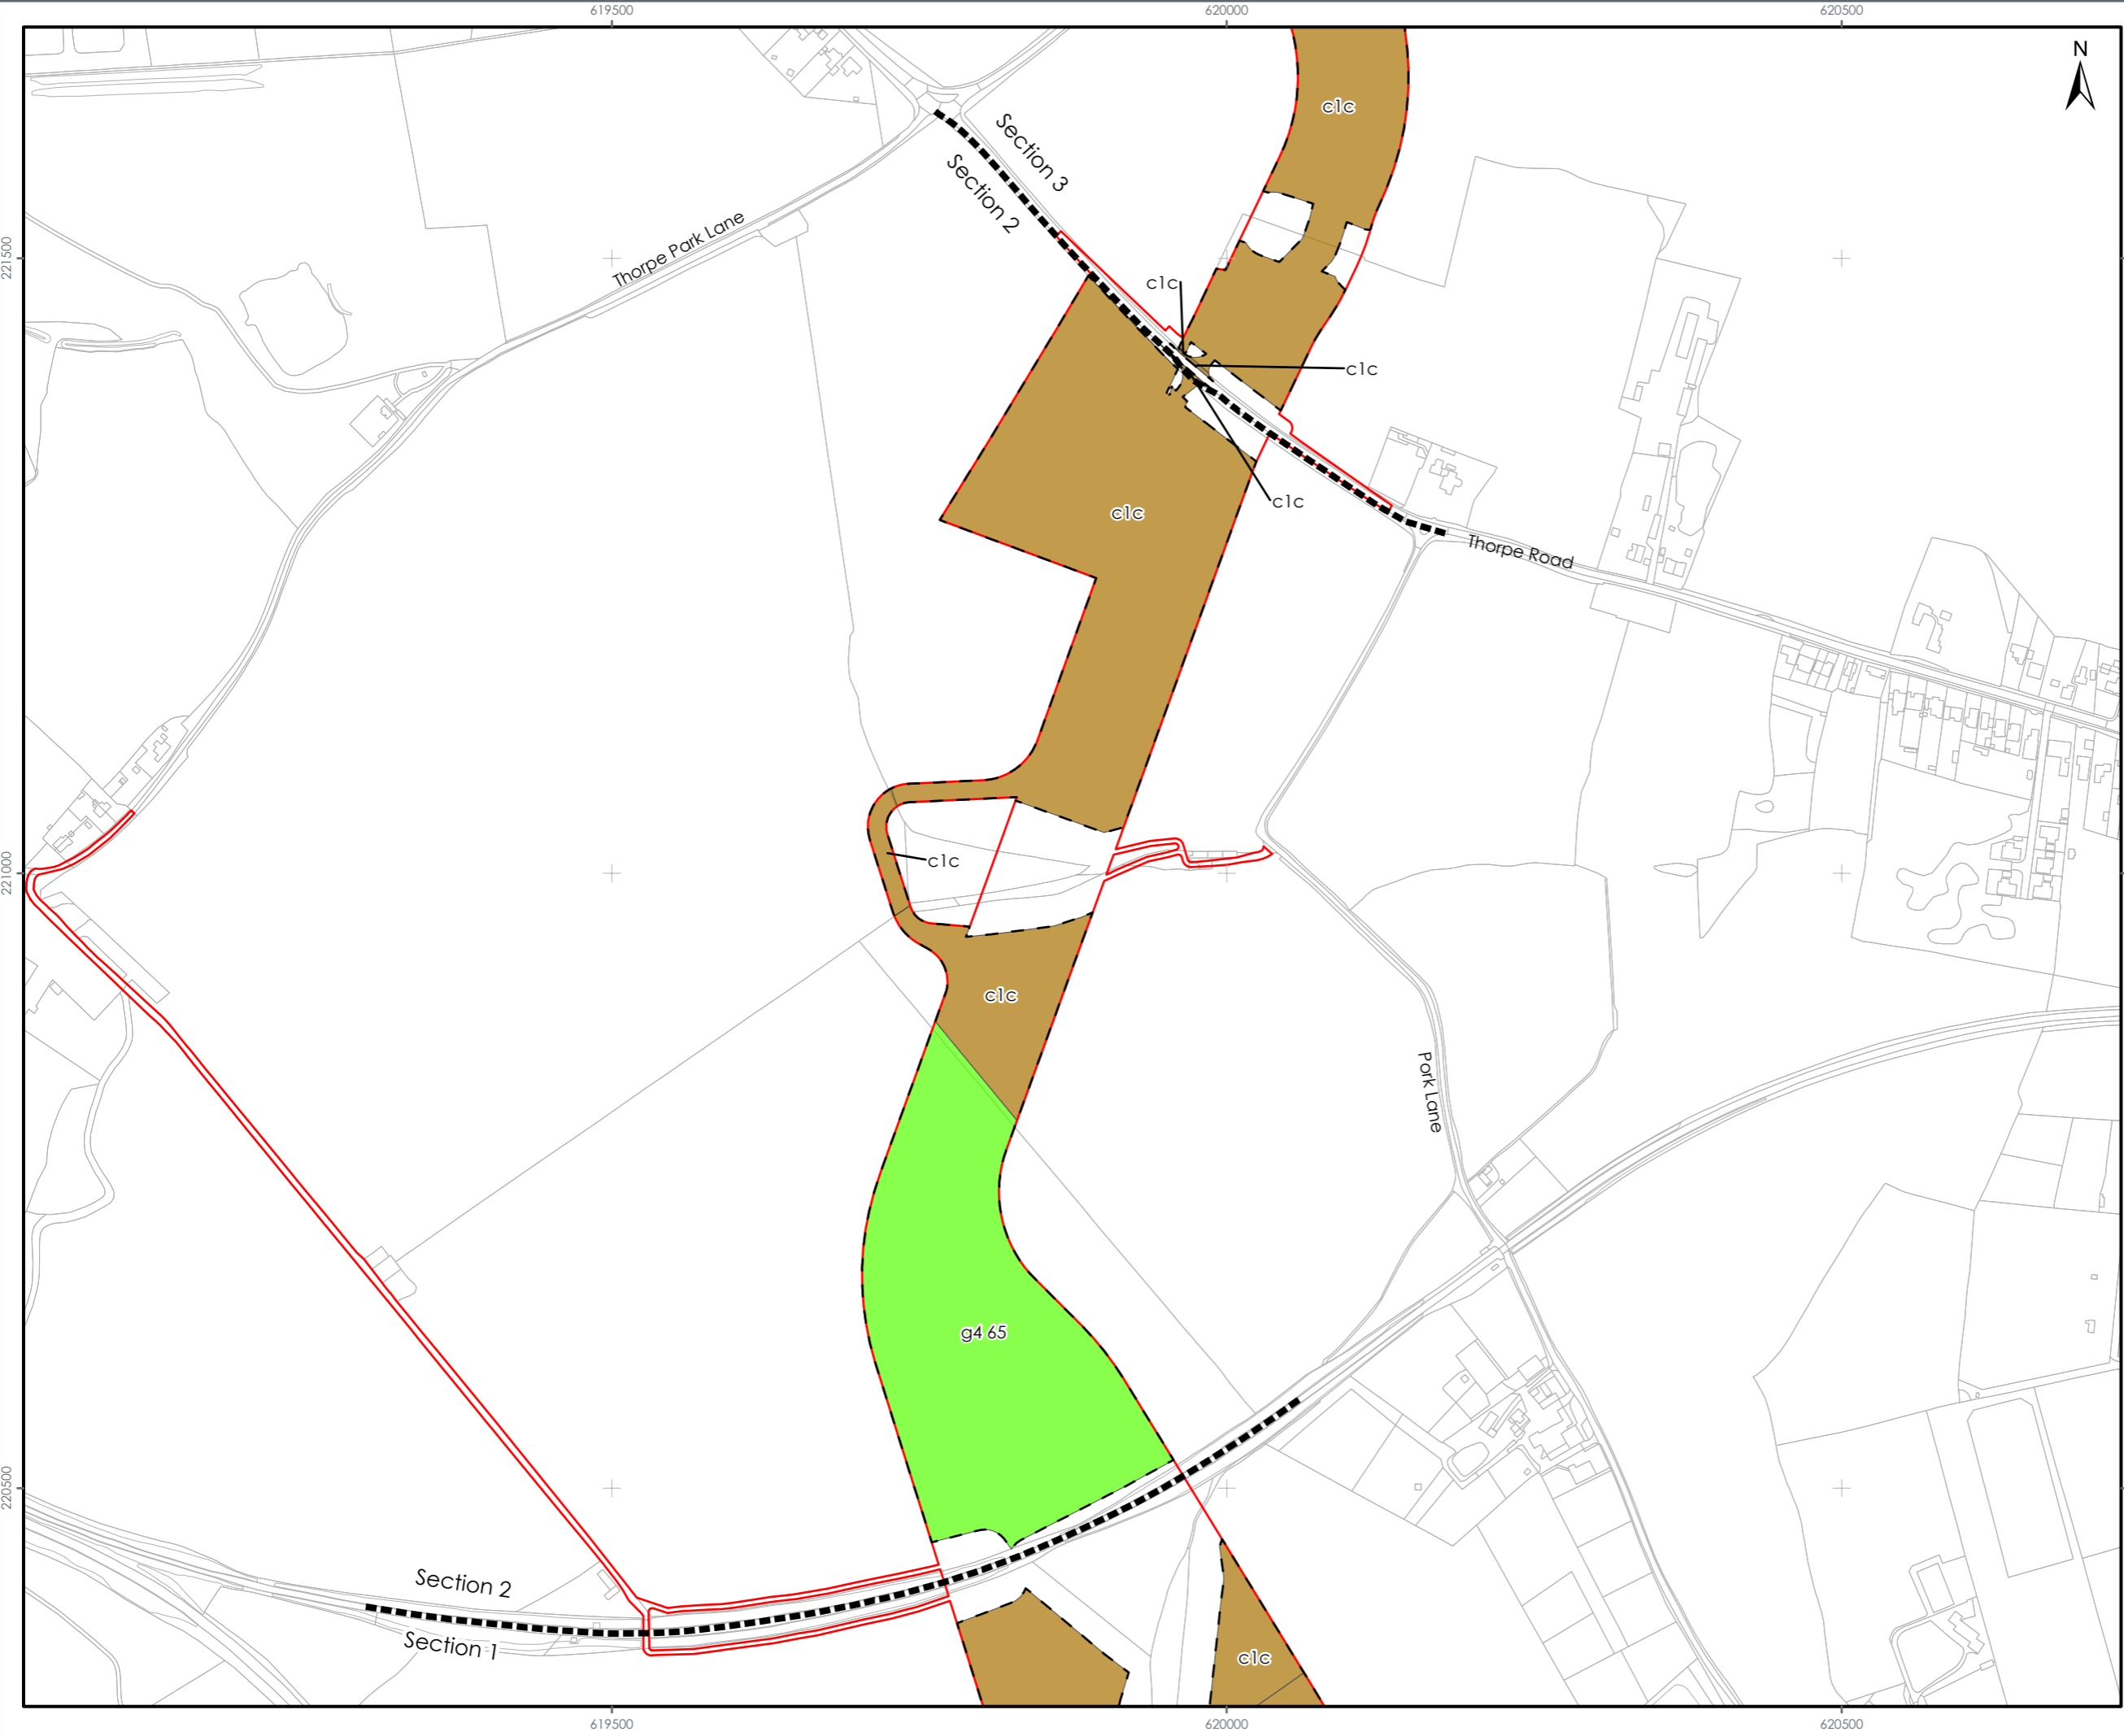 619500
620000
620500
N
c1c
Section 3
Section 2
Thorpe Park Lane
221500
c1c
c1c
c1c
c1c
Thorpe Road
c1c
221000
c1c
Park Lane
g4 65
220500
Section 2
Section 1
c1c
619500
620000
620500